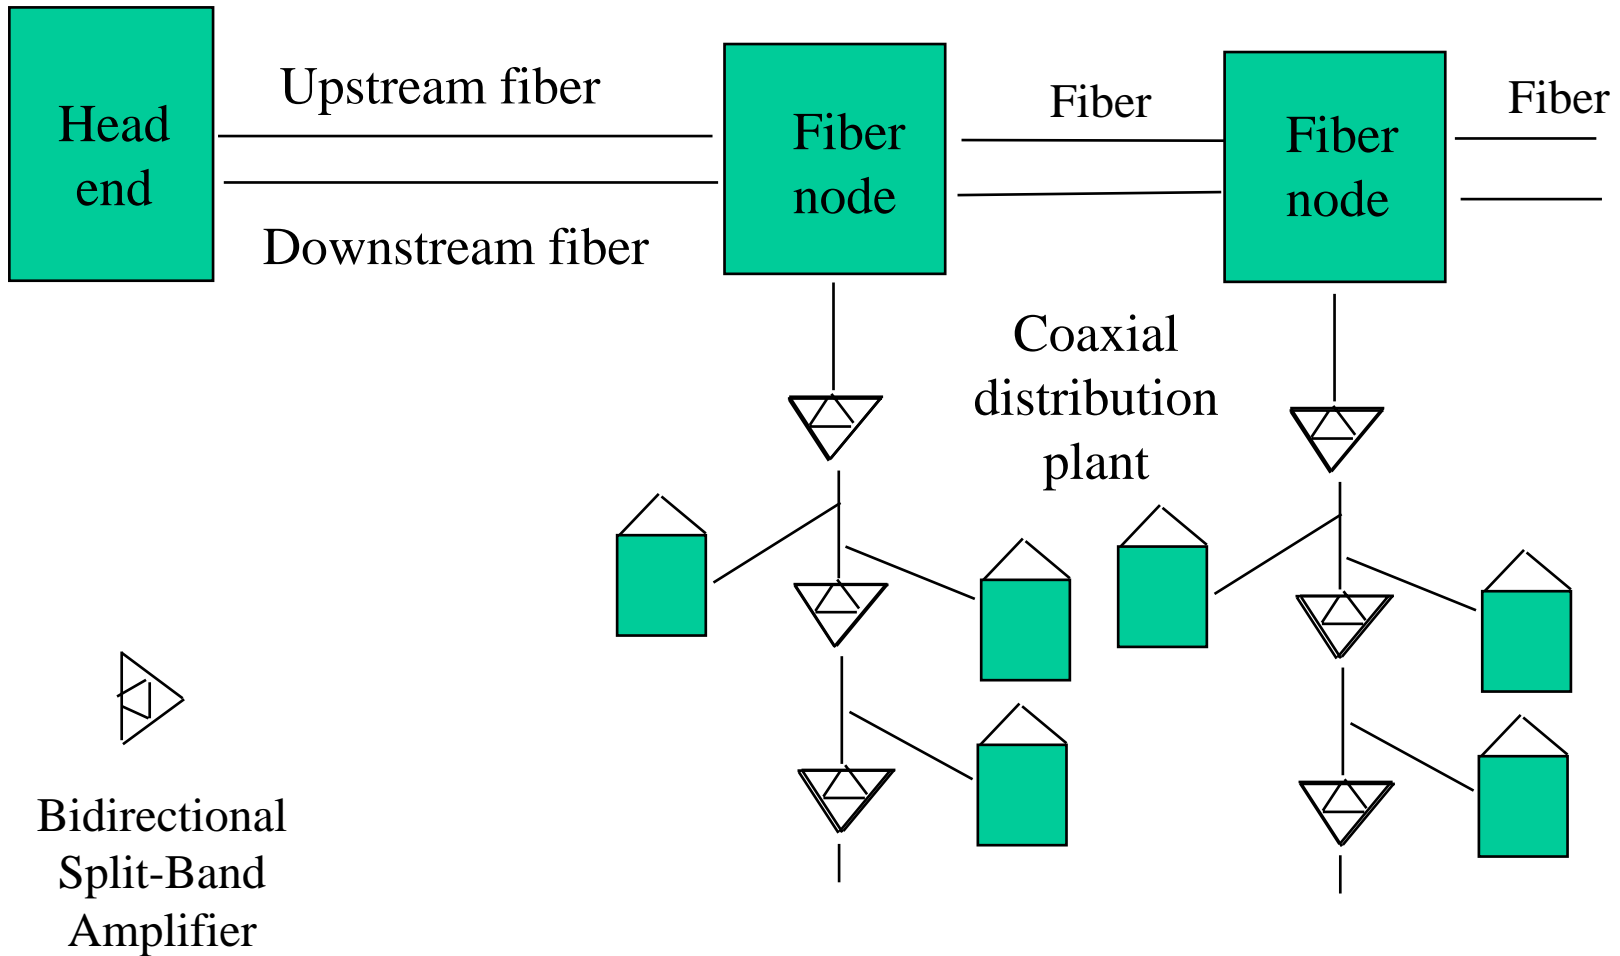 Head
end
Upstream fiber
Downstream fiber
Fiber
node
Fiber
Fiber
node
Fiber
Coaxial
distribution
plant
Bidirectional
Split-Band
Amplifier